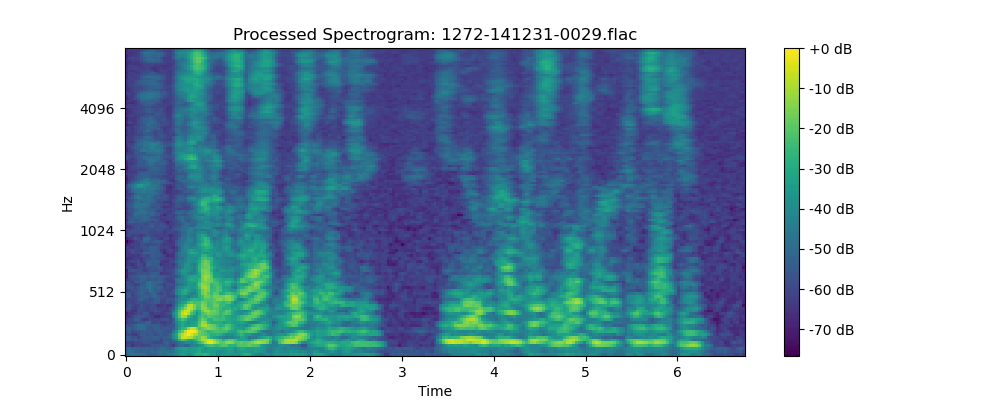 Processed Spectrogram: 1272-141231-0029.flac
+0 dB
-10 dB
-20 dB
-30 dB
-40 dB
-50 dB
-60 dB
-70 dB
4096
2048
1024
512
0
Hz
0 1 2 3 4 5 6
Time